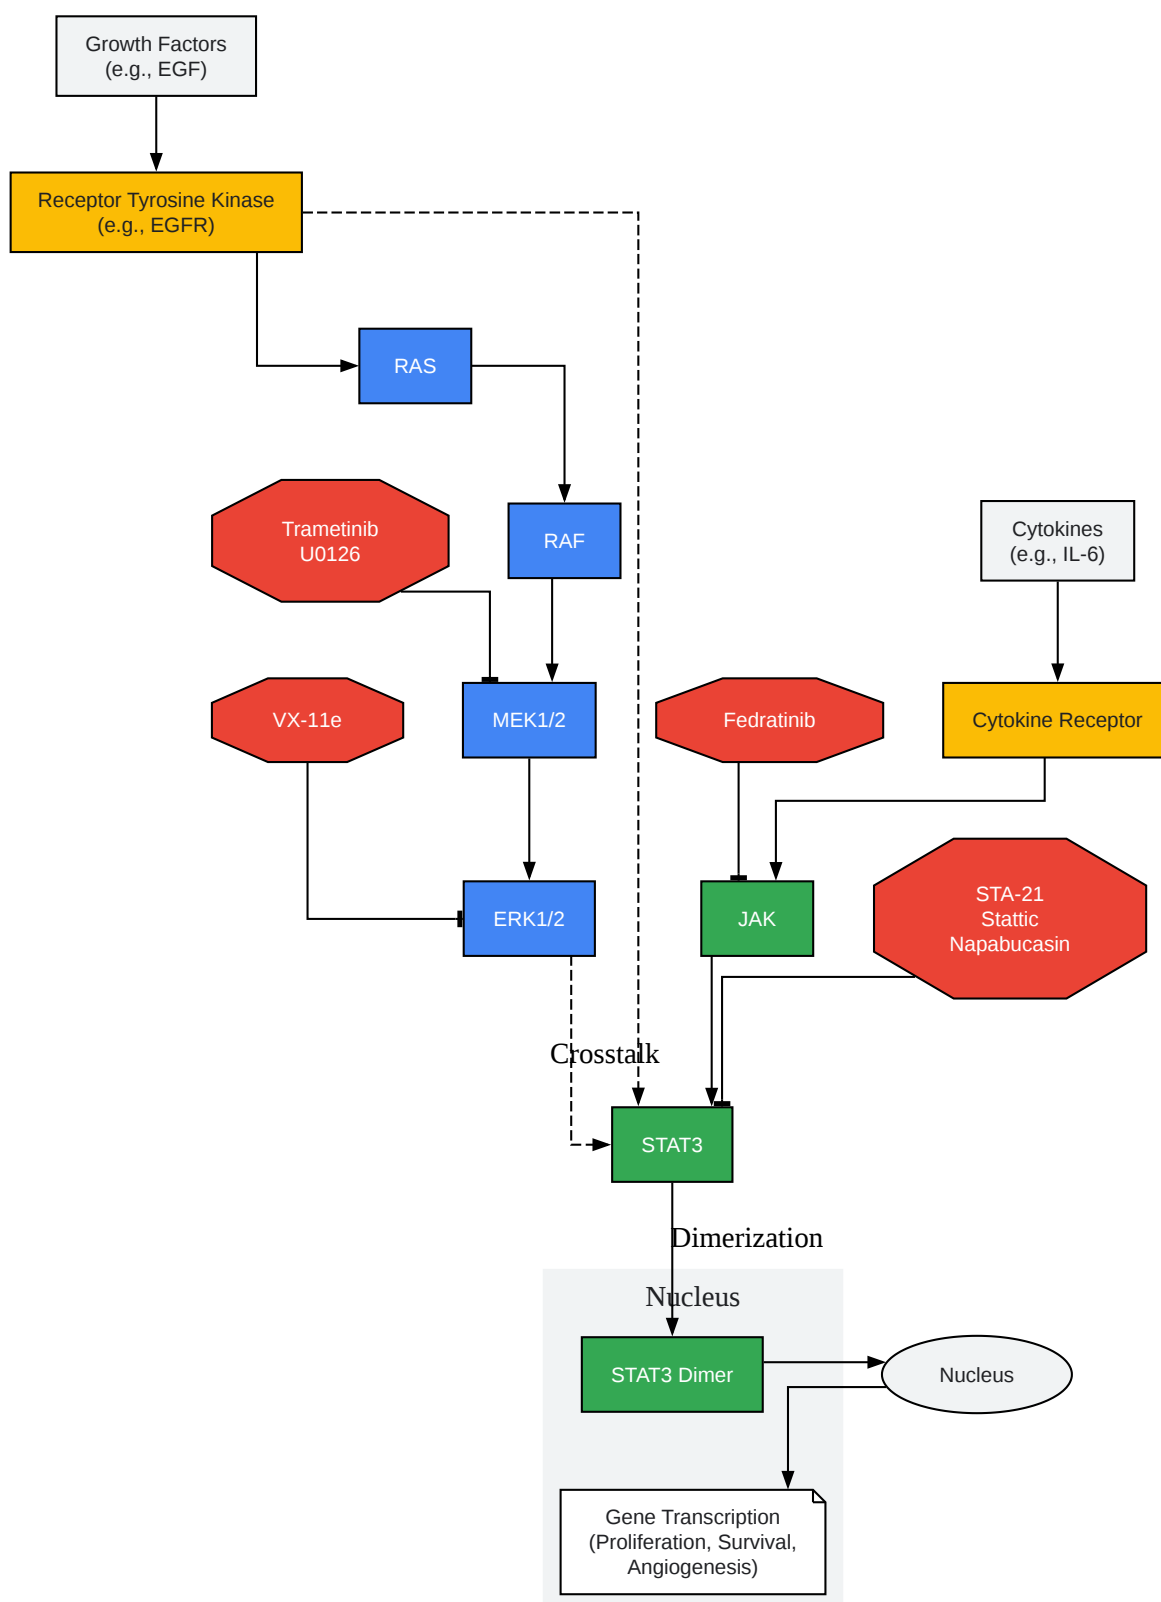 Growth Factors
(e.g., EGF)
Receptor Tyrosine Kinase
(e.g., EGFR)
RAS
Trametinib
U0126
RAF
Cytokines
(e.g., IL-6)
VX-11e
MEK1/2
Fedratinib
Cytokine Receptor
ERK1/2
JAK
STA-21
Stattic
Napabucasin
Crosstalk
STAT3
Dimerization
Nucleus
STAT3 Dimer
Nucleus
Gene Transcription
(Proliferation, Survival,
Angiogenesis)